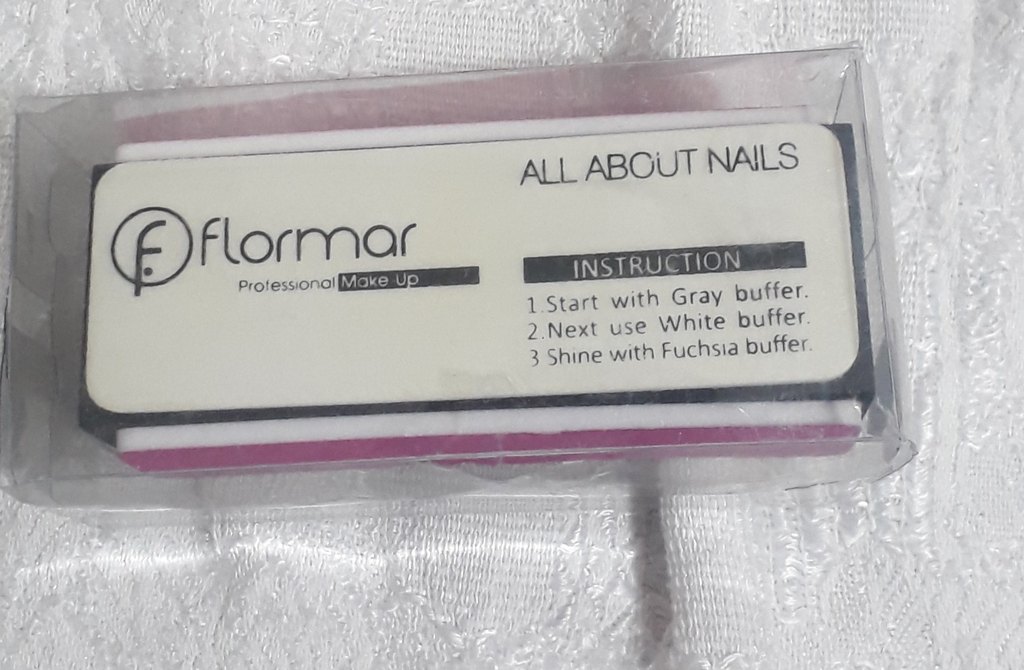 ALL ABOUT NAILS
F.
flormar
Professional Make Up
INSTRUCTION
1.Start with Gray buffer.
2.Next use White buffer.
3 Shine with Fuchsia buffer.